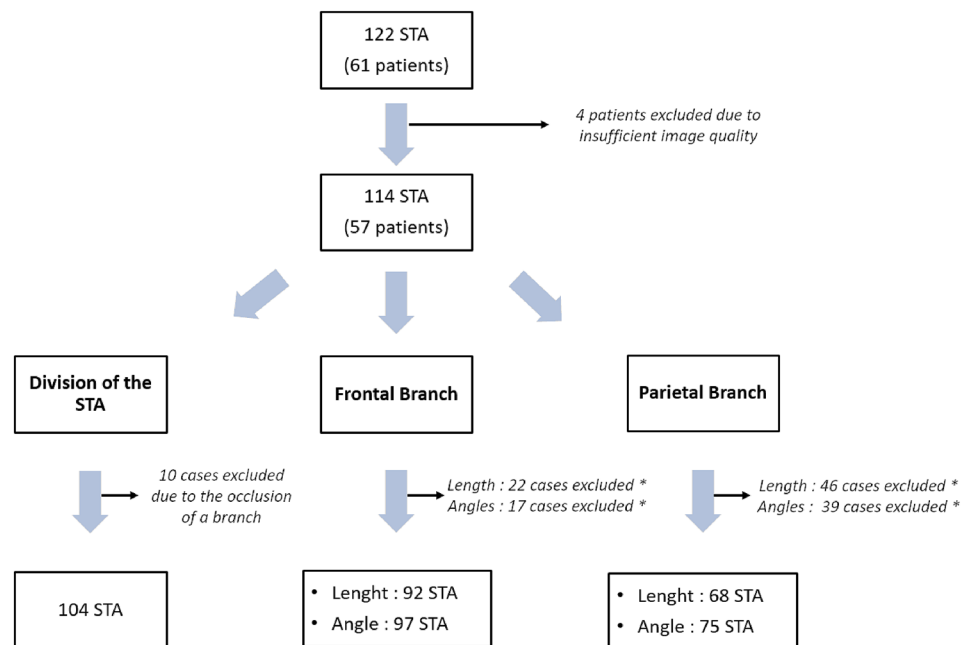 122 STA
(61 patients)
4 patients excluded due to
insufficient image quality
114 STA
(57 patients)
Division of the
STA
Frontal Branch
Parietal Branch
10 cases excluded
due to the occlusion
of a branch
Length : 22 cases excluded *
Angles : 17 cases excluded *
Length : 46 cases excluded *
Angles : 39 cases excluded *
104 STA
• Lenght : 92 STA
• Angle : 97 STA
• Lenght : 68 STA
• Angle : 75 STA